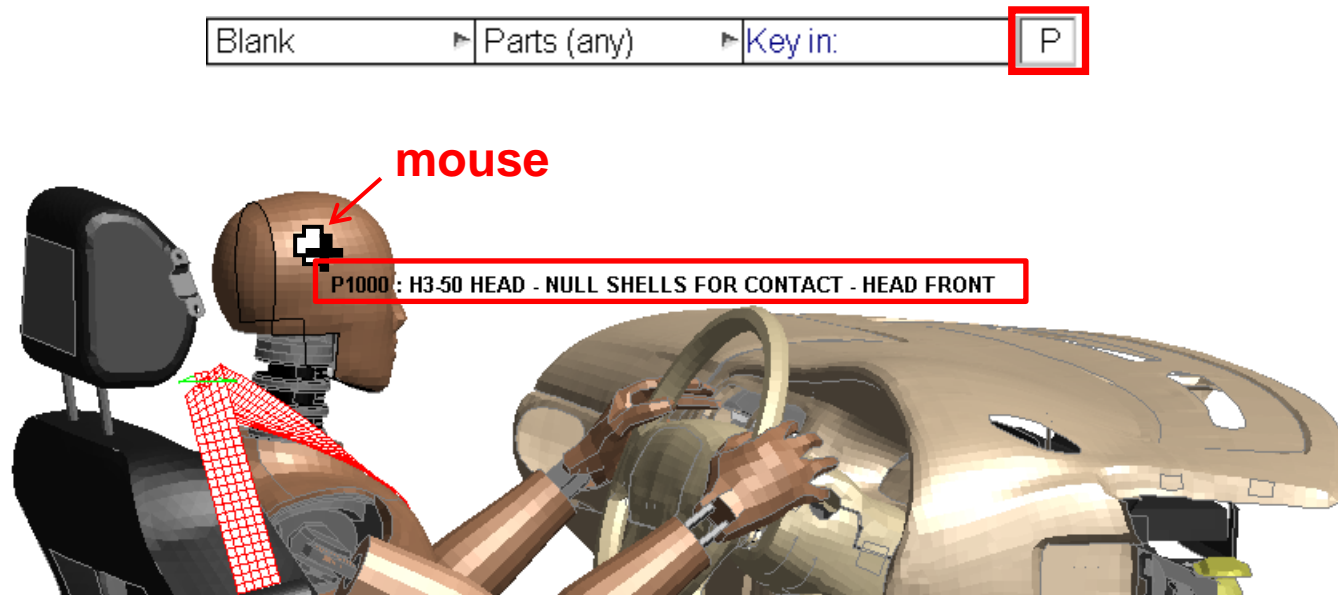 Blank Parts (any) Key in: P
mouse
P1000 : H3-50 HEAD - NULL SHELLS FOR CONTACT - HEAD FRONT